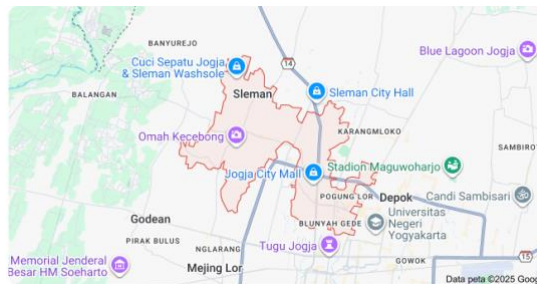 BANYUREJO
14
Blue Lagoon Jogja
Cuci Sepatu Jogja
& Sleman Washsole
BALANGAN
Sleman
Sleman City Hall
KARANGMLOKO
Omah Kecebong
SAMBIROT
Jogja City Mall
Stadion Maguwoharjo
POGUNG LOR
Depok
Candi Sambisari
Godean
BLUNYAH GEDE
Universitas
Negeri
Yogyakarta
PIRAK BULUS
NGLARANG
Tugu Jogja
Memorial Jenderal
Besar HM Soeharto
Mejing Lor
GOWOK
15
Data peta ©2025 Goog